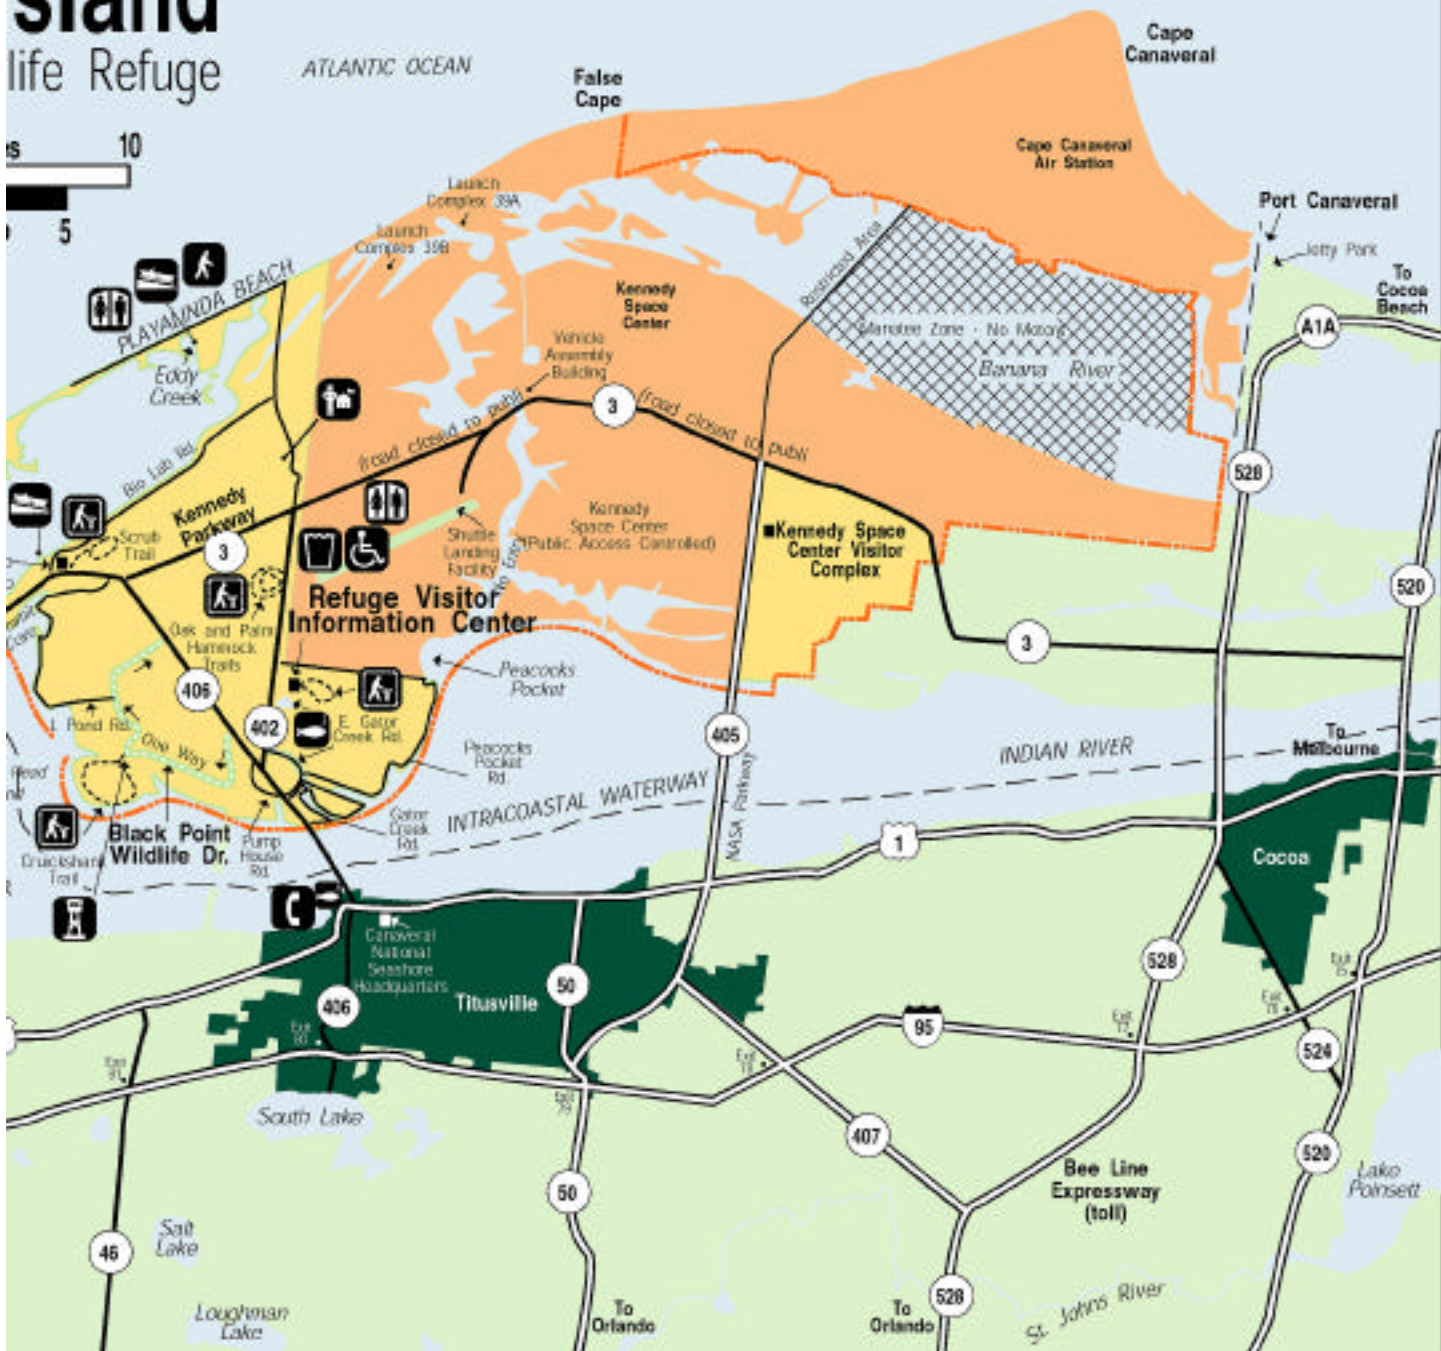 sland
life Refuge
ATLANTIC OCEAN
False
Cape
Cape
Canaveral
10
5
Cape Canaveral
Air Station
Launch
Complex 39A
Launch
Complex 39B
Port Canaveral
Jetty Park
To
Cocoa
Beach
A1A
PLAYALINDA BEACH
Eddy
Creek
Kennedy
Space
Center
Restricted Area
Manatee Zone - No Motors
Banana River
Vehicle
Assembly
Building
3
(road closed to publi
(road closed to publi
528
Bio Lab Rd.
Kennedy
Parkway
3
Scrub
Trail
Shuttle
Landing
Facility
No Entry
Kennedy
Space Center
(Public Access Controlled)
Kennedy Space
Center Visitor
Complex
520
Refuge Visitor
Information Center
Oak and Palm
Hammock
Trails
3
Peacocks
Pocket
406
402
405
E. Gator
Creek Rd.
L Pond Rd.
One Way
Peacocks
Pocket
Rd.
INDIAN RIVER
To
Melbourne
INTRACOASTAL WATERWAY
NASA Parkway
Gator
Creek
Rd.
Black Point
Wildlife Dr.
Pump
House
Rd.
Cruickshank
Trail
1
Cocoa
Canaveral
National
Seashore
Headquarters
Titusville
406
50
528
95
Exit
80
524
South Lake
407
520
Bee Line
Expressway
(toll)
Lake
Poinsett
50
46
Salt
Lake
Loughman
Lake
To
Orlando
To
Orlando
528
St. Johns River